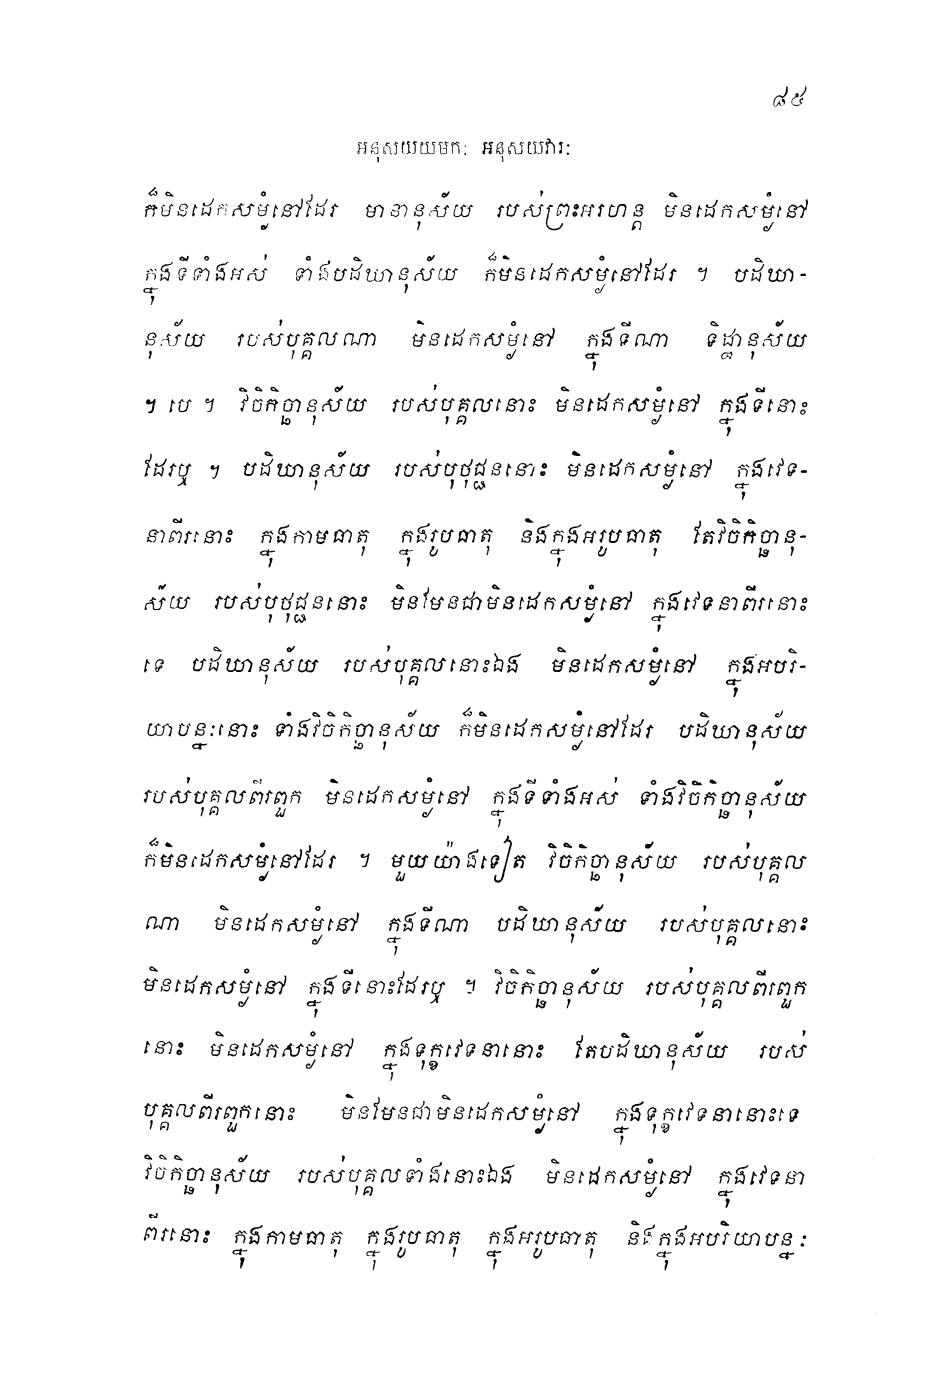 ៨៥
អនុសយយមកៈ អនុសយវារៈ
ក៏មិនដេកសម្ងំនៅដែរ មានានុស័យ របស់ព្រះអរហន្ត មិនដេកសម្ងំនៅ
ក្នុងទីទាំងអស់ ទាំងបដិឃានុស័យ ក៏មិនដេកសម្ងំនៅដែរ ។ បដិឃា-
នុស័យ របស់បុគ្គលណា មិនដេកសម្ងំនៅ ក្នុងទីណា ទិដ្ឋានុស័យ
។ បេ ។ វិចិកិច្ឆានុស័យ របស់បុគ្គលនោះ មិនដេកសម្ងំនៅ ក្នុងទីនោះ
ដែរឬ ។ បដិឃានុស័យ របស់បុថុជ្ជននោះ មិនដេកសម្ងំនៅ ក្នុងវេទ-
នាពីរនោះ ក្នុងកាមធាតុ ក្នុងរូបធាតុ និងក្នុងអរូបធាតុ តែវិចិកិច្ឆានុ-
ស័យ របស់បុថុជ្ជននោះ មិនមែនជាមិនដេកសម្ងំនៅ ក្នុងវេទនាពីរនោះ
ទេ បដិឃានុស័យ របស់បុគ្គលនោះឯង មិនដេកសម្ងំនៅ ក្នុងអបរិ-
យាបន្នៈនោះ ទាំងវិចិកិច្ឆានុស័យ ក៏មិនដេកសម្ងំនៅដែរ បដិឃានុស័យ
របស់បុគ្គលពីរពួក មិនដេកសម្ងំនៅ ក្នុងទីទាំងអស់ ទាំងវិចិកិច្ឆានុស័យ
ក៏មិនដេកសម្ងំនៅដែរ ។ មួយយ៉ាងទៀត វិចិកិច្ឆានុស័យ របស់បុគ្គល
ណា មិនដេកសម្ងំនៅ ក្នុងទីណា បដិឃានុស័យ របស់បុគ្គលនោះ
មិនដេកសម្ងំនៅ ក្នុងទីនោះដែរឬ ។ វិចិកិច្ឆានុស័យ របស់បុគ្គលពីរពួក
នោះ មិនដេកសម្ងំនៅ ក្នុងទុក្ខវេទនានោះ តែបដិឃានុស័យ របស់
បុគ្គលពីរពួកនោះ មិនមែនជាមិនដេកសម្ងំនៅ ក្នុងទុក្ខវេទនានោះទេ
វិចិកិច្ឆានុស័យ របស់បុគ្គលទាំងនោះឯង មិនដេកសម្ងំនៅ ក្នុងវេទនា
ពីរនោះ ក្នុងកាមធាតុ ក្នុងរូបធាតុ ក្នុងអរូបធាតុ និងក្នុងអបរិយាបន្នៈ